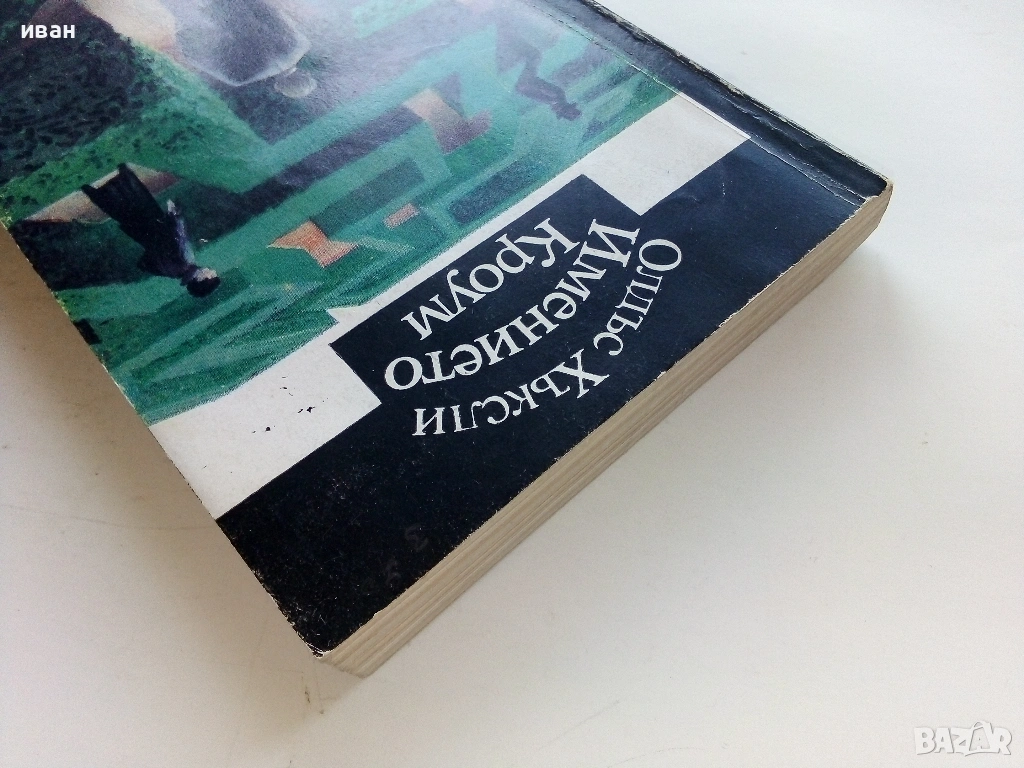 иван
Олдъс Хъксли
Имението
Кроум
BAZAR